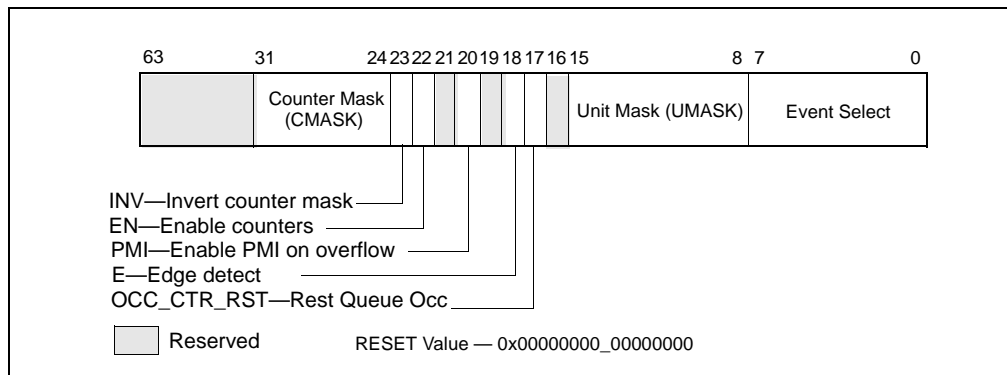 63 31 24 23 22 21 20 19 18 17 16 15 8 7 0
Counter Mask
(CMASK)
Unit Mask (UMASK)
Event Select
INV—Invert counter mask
EN—Enable counters
PMI—Enable PMI on overflow
E—Edge detect
OCC_CTR_RST—Rest Queue Occ
Reserved
RESET Value — 0x00000000_00000000